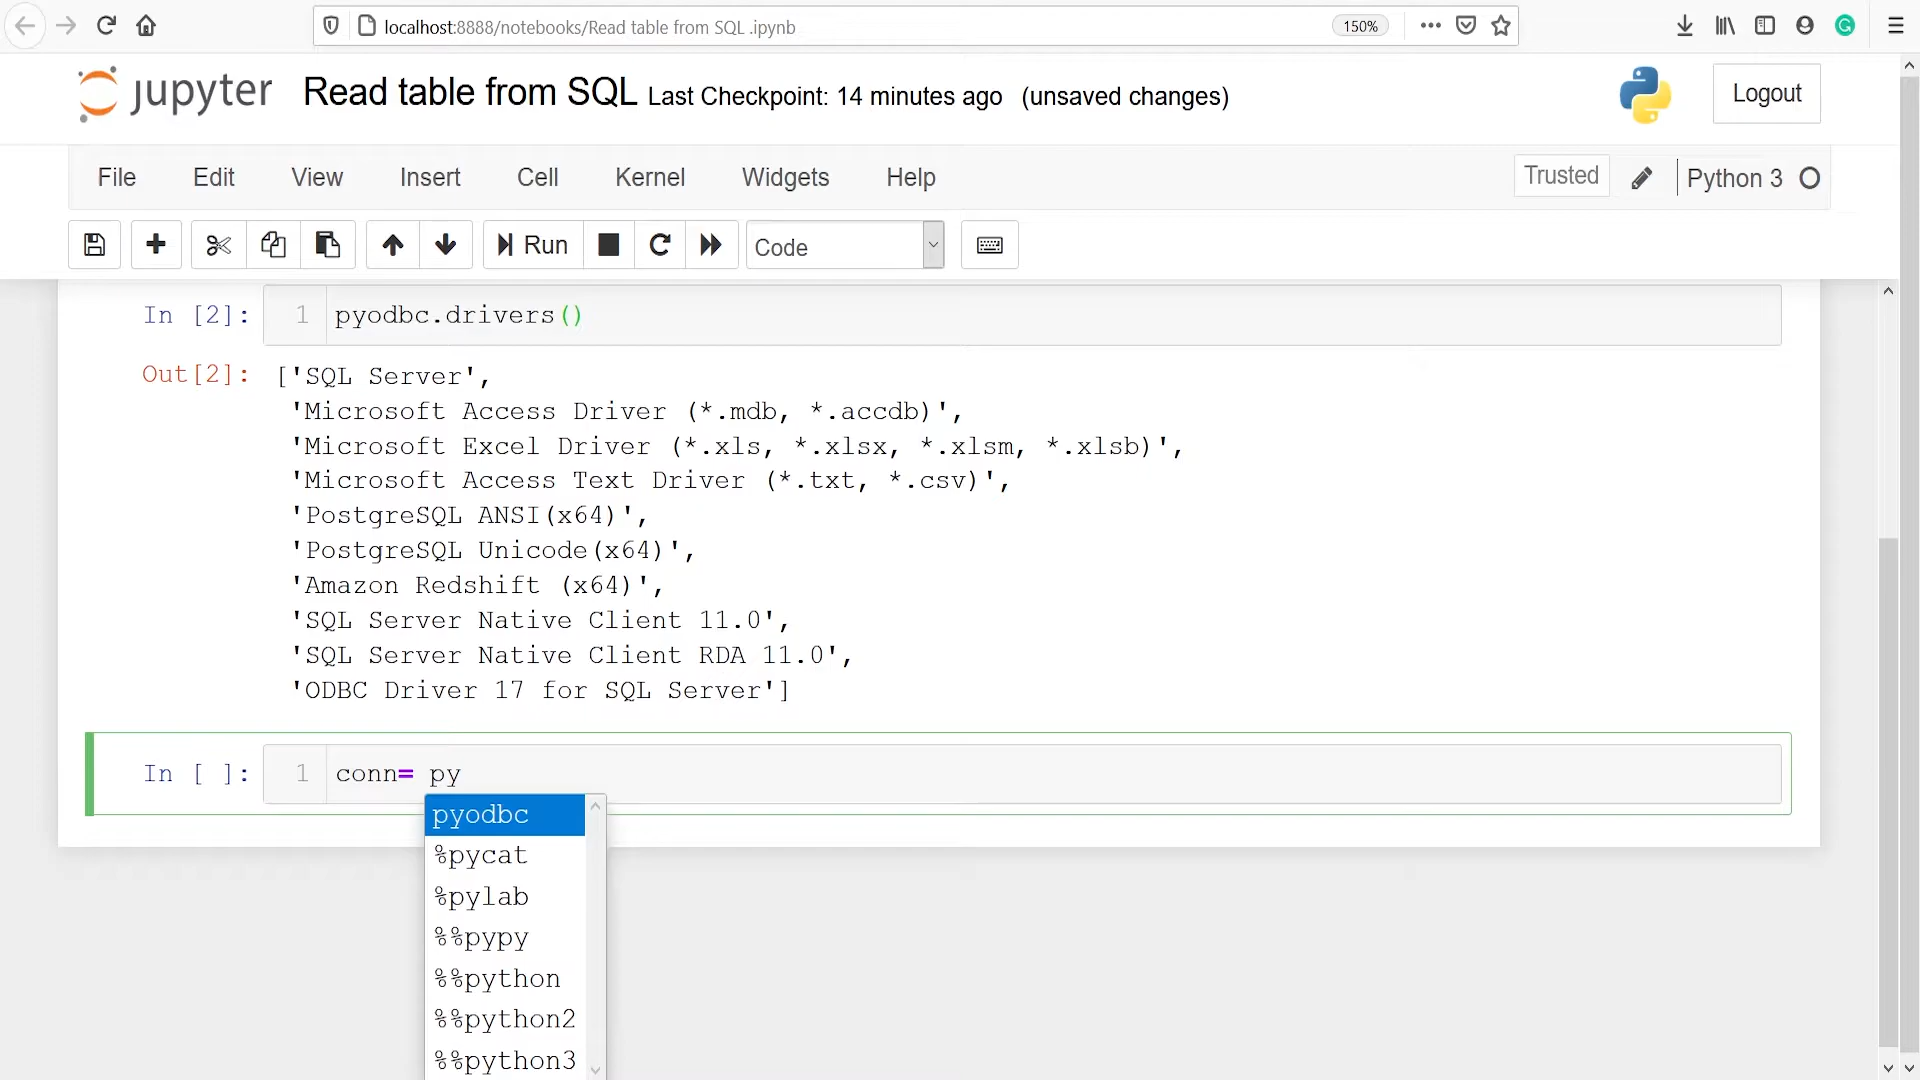 localhost:8888/notebooks/Read table from SQL .ipynb
150%
jupyter Read table from SQL Last Checkpoint: 14 minutes ago (unsaved changes)
Logout
File Edit View Insert Cell Kernel Widgets Help
Trusted
Python 3
Run
Code
In [2]: 1 pyodbc.drivers()
Out[2]: ['SQL Server',
'Microsoft Access Driver (*.mdb, *.accdb)',
'Microsoft Excel Driver (*.xls, *.xlsx, *.xlsm, *.xlsb)',
'Microsoft Access Text Driver (*.txt, *.csv)',
'PostgreSQL ANSI(x64)',
'PostgreSQL Unicode(x64)',
'Amazon Redshift (x64)',
'SQL Server Native Client 11.0',
'SQL Server Native Client RDA 11.0',
'ODBC Driver 17 for SQL Server']
In [ ]: 1 conn= py
pyodbc
%pycat
%pylab
%%pypy
%%python
%%python2
%%python3